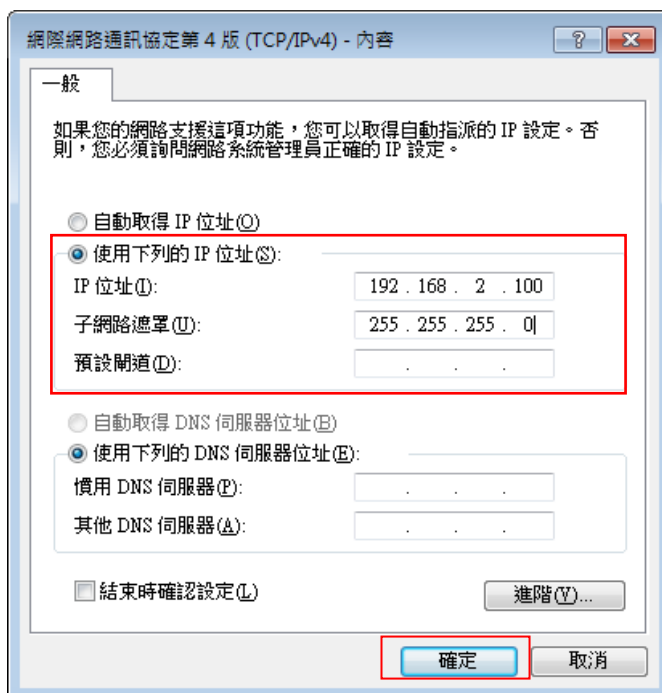 網際網路通訊協定第 4 版 (TCP/IPv4) - 內容
一般
如果您的網路支援這項功能，您可以取得自動指派的 IP 設定。否
則，您必須詢問網路系統管理員正確的 IP 設定。
自動取得 IP 位址(O)
使用下列的 IP 位址(S):
IP 位址(I): 192 . 168 . 2 . 100
子網路遮罩(U): 255 . 255 . 255 . 0
預設閘道(D): . . .
自動取得 DNS 伺服器位址(B)
使用下列的 DNS 伺服器位址(E):
慣用 DNS 伺服器(P): . . .
其他 DNS 伺服器(A): . . .
結束時確認設定(L)
進階(V)...
確定 取消